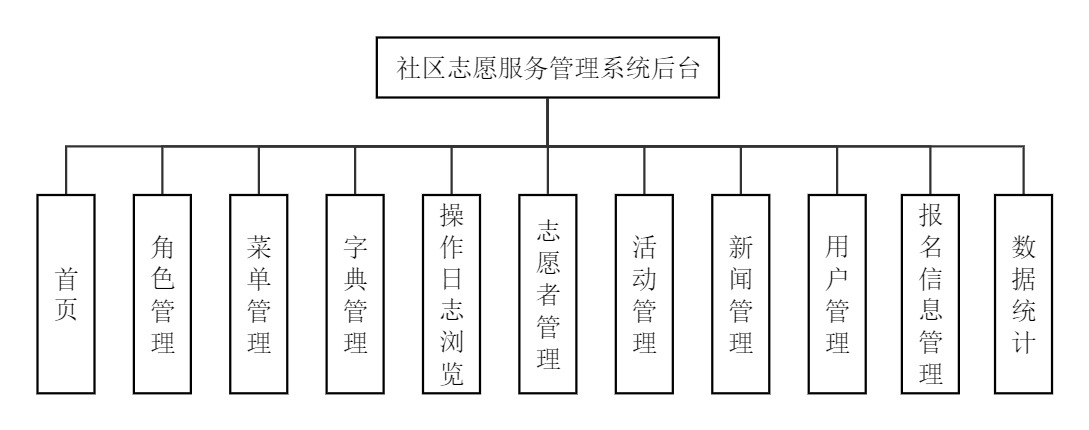 社区志愿服务管理系统后台
首页
角色管理
菜单管理
字典管理
操作日志浏览
志愿者管理
活动管理
新闻管理
用户管理
报名信息管理
数据统计